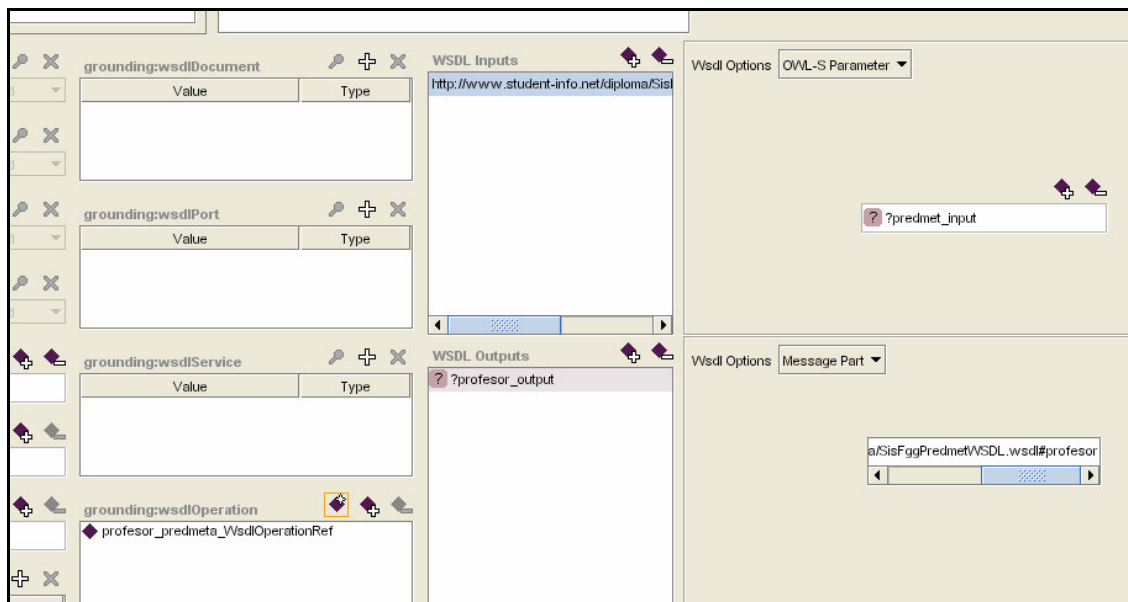 grounding:wsdlDocument
Value Type
grounding:wsdlPort
Value Type
grounding:wsdlService
Value Type
grounding:wsdlOperation
profesor_predmeta_WsdlOperationRef
WSDL Inputs
http://www.student-info.net/diploma/Sis
WSDL Outputs
? ?profesor_output
Wsdl Options OWL-S Parameter
? ?predmet_input
Wsdl Options Message Part
a/SisFggPredmetWSDL.wsdl#profesor